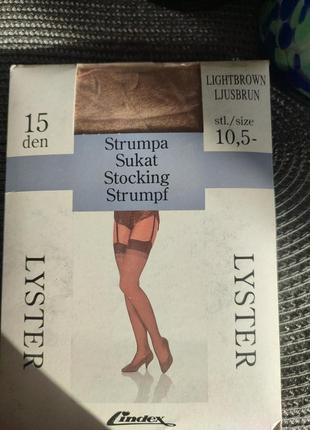 15
den
LIGHTBROWN
LJUSBRUN
stl./size
10,5-
Strumpa
Sukat
Stocking
Strumpf
LYSTER
LYSTER
Lindex